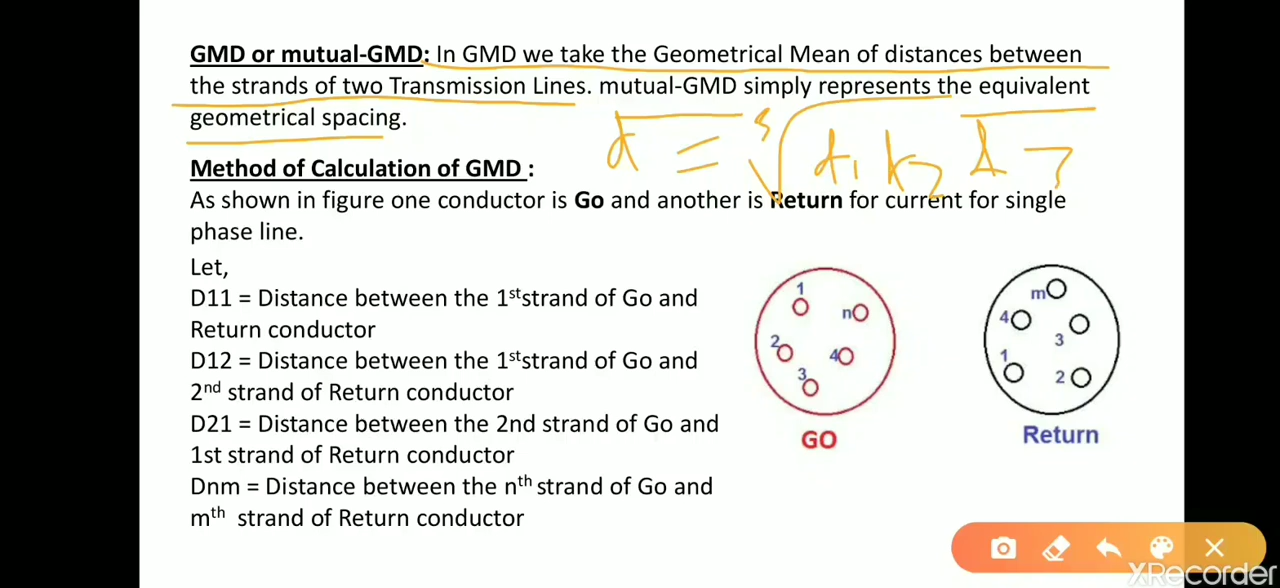 GMD or mutual-GMD: In GMD we take the Geometrical Mean of distances between
the strands of two Transmission Lines. mutual-GMD simply represents the equivalent
geometrical spacing.
d = ³√
Method of Calculation of GMD :
As shown in figure one conductor is Go and another is Return for current for single
phase line.
Let,
D11 = Distance between the 1ˢᵗstrand of Go and
Return conductor
D12 = Distance between the 1ˢᵗstrand of Go and
2ⁿᵈ strand of Return conductor
D21 = Distance between the 2nd strand of Go and
1st strand of Return conductor
Dnm = Distance between the nᵗʰ strand of Go and
mᵗʰ strand of Return conductor
1
n
2
4
3
GO
m
4
3
1
2
Return
XRecorder